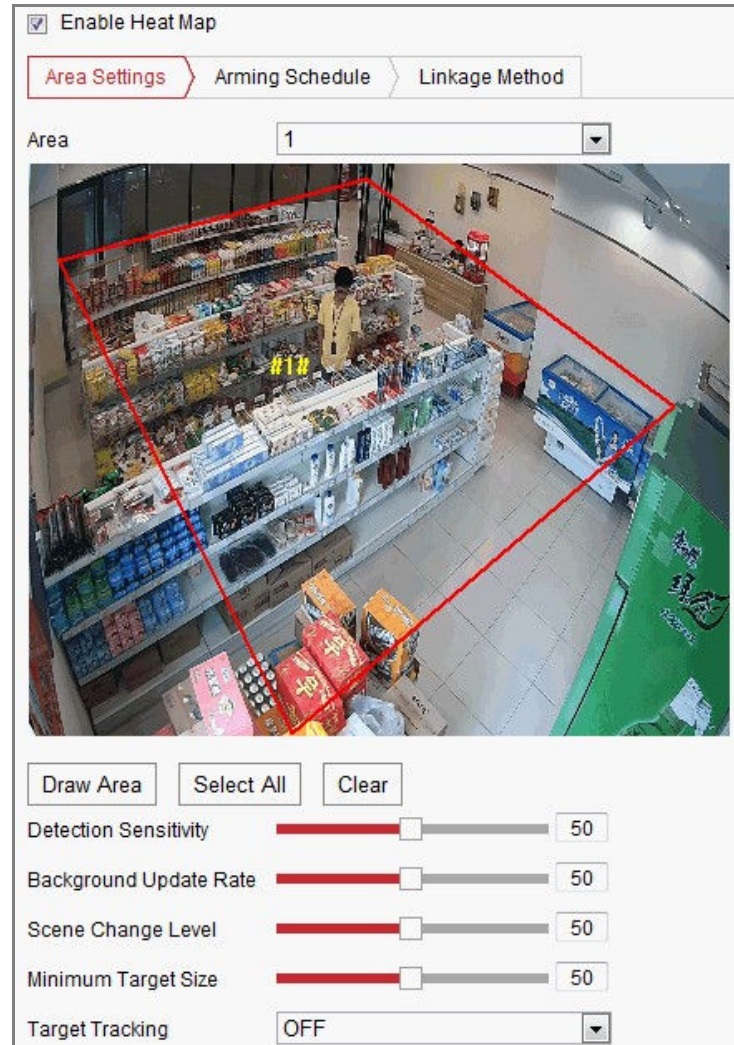 Enable Heat Map
Area Settings
Arming Schedule
Linkage Method
Area
1
#1#
Draw Area
Select All
Clear
Detection Sensitivity
50
Background Update Rate
50
Scene Change Level
50
Minimum Target Size
50
Target Tracking
OFF